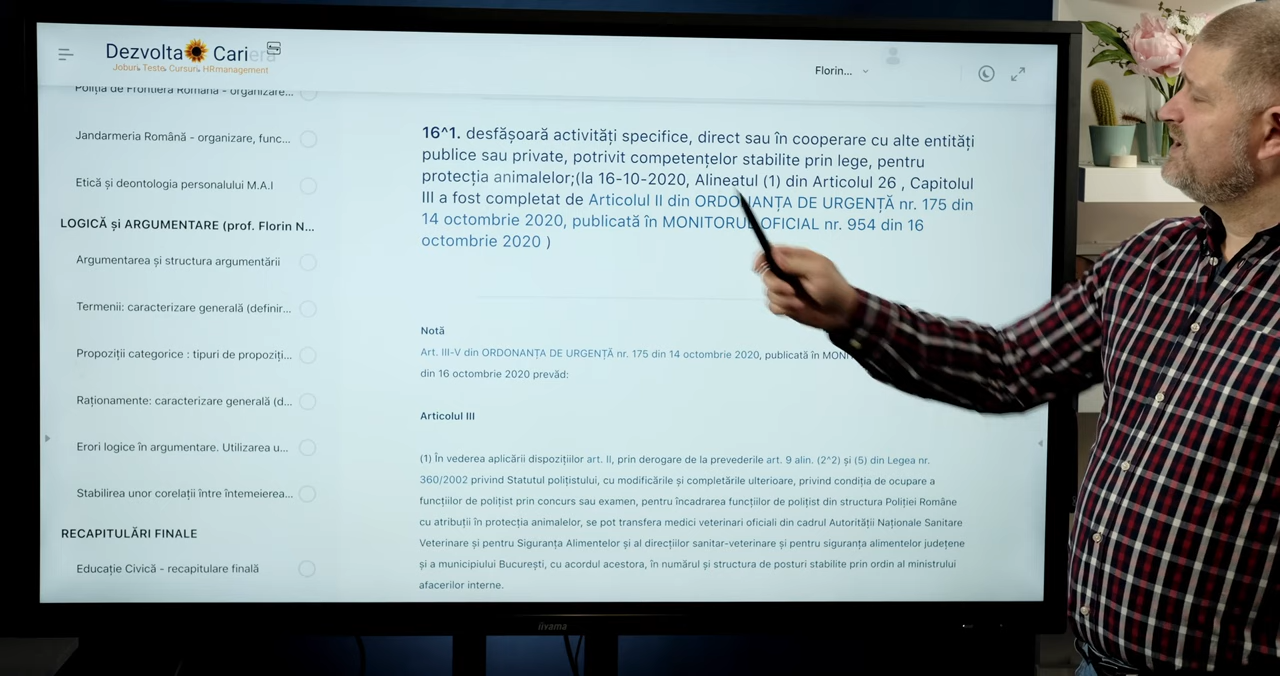 Dezvolta Cariera
Joburi, Teste, Cursuri, HRmanagement
Florin...
Poliția de Frontieră Română - organizare...
Jandarmeria Română - organizare, func...
Etică și deontologia personalului M.A.I
LOGICĂ și ARGUMENTARE (prof. Florin N...
Argumentarea și structura argumentării
Termenii: caracterizare generală (definir...
Propoziții categorice : tipuri de propoziți...
Raționamente: caracterizare generală (d...
Erori logice în argumentare. Utilizarea u...
Stabilirea unor corelații între întemeierea...
RECAPITULĂRI FINALE
Educație Civică - recapitulare finală
16^1. desfășoară activități specifice, direct sau în cooperare cu alte entități
publice sau private, potrivit competențelor stabilite prin lege, pentru
protecția animalelor;(la 16-10-2020, Alineatul (1) din Articolul 26 , Capitolul
III a fost completat de Articolul II din ORDONANȚA DE URGENȚĂ nr. 175 din
14 octombrie 2020, publicată în MONITORUL OFICIAL nr. 954 din 16
octombrie 2020 )
Notă
Art. III-V din ORDONANȚA DE URGENȚĂ nr. 175 din 14 octombrie 2020, publicată în
din 16 octombrie 2020 prevăd:
Articolul III
(1) În vederea aplicării dispozițiilor art. II, prin derogare de la prevederile art. 9 alin. (2^2) și (5) din Legea nr.
360/2002 privind Statutul polițistului, cu modificările și completările ulterioare, privind condiția de ocupare a
funcțiilor de polițist prin concurs sau examen, pentru încadrarea funcțiilor de polițist din structura Poliției Române
cu atribuții în protecția animalelor, se pot transfera medici veterinari oficiali din cadrul Autorității Naționale Sanitare
Veterinare și pentru Siguranța Alimentelor și al direcțiilor sanitar-veterinare și pentru siguranța alimentelor județene
și a municipiului București, cu acordul acestora, în numărul și structura de posturi stabilite prin ordin al ministrului
afacerilor interne.
iiyama